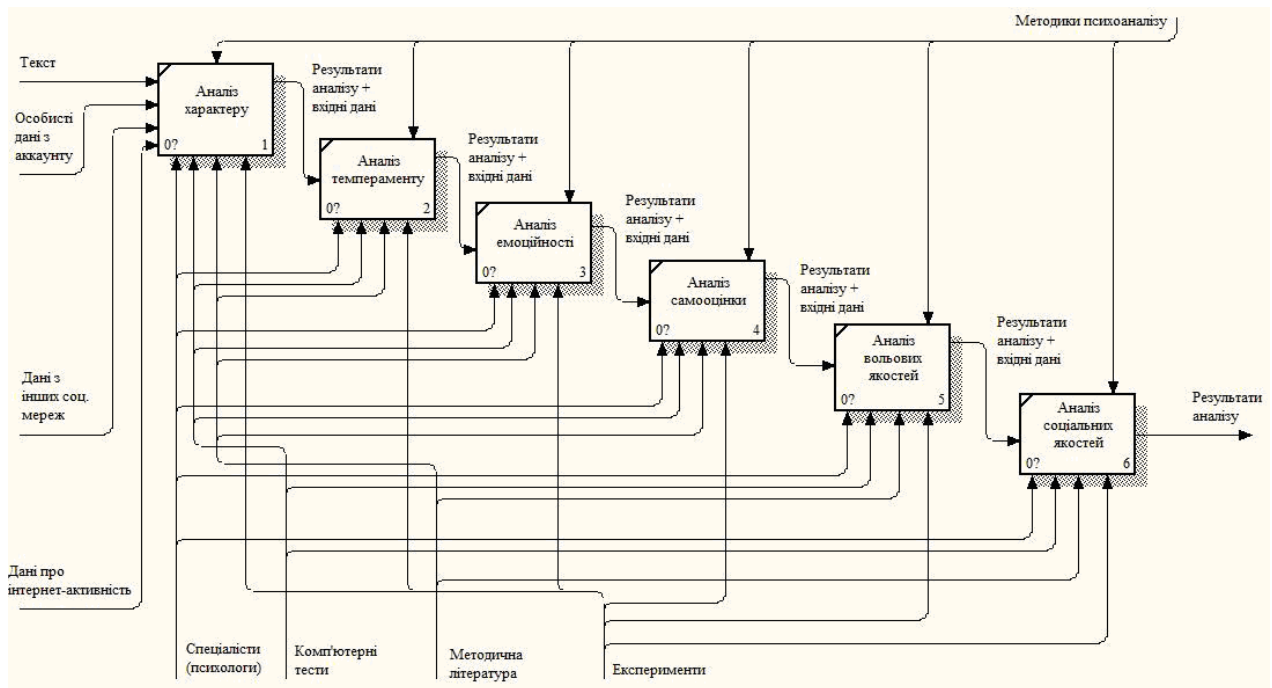 Методики психоаналізу
Текст
Особисті
дані з
аккаунту
Дані з
інших соц.
мереж
Дані про
інтернет-активність
Аналіз
характеру
0? 1
Результати
аналізу +
вхідні дані
Аналіз
темпераменту
0? 2
Результати
аналізу +
вхідні дані
Аналіз
емоційності
0? 3
Результати
аналізу +
вхідні дані
Аналіз
самооцінки
0? 4
Результати
аналізу +
вхідні дані
Аналіз
вольових
якостей
0? 5
Результати
аналізу +
вхідні дані
Аналіз
соціальних
якостей
0? 6
Результати
аналізу
Спеціалісти
(психологи)
Комп'ютерні
тести
Методична
література
Експерименти